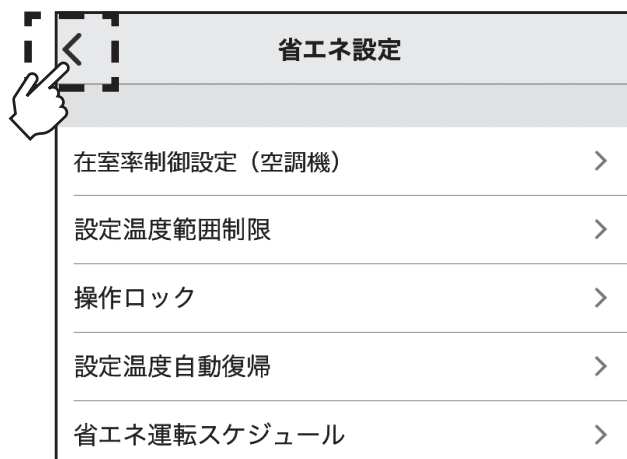 省エネ設定
在室率制御設定（空調機）
設定温度範囲制限
操作ロック
設定温度自動復帰
省エネ運転スケジュール